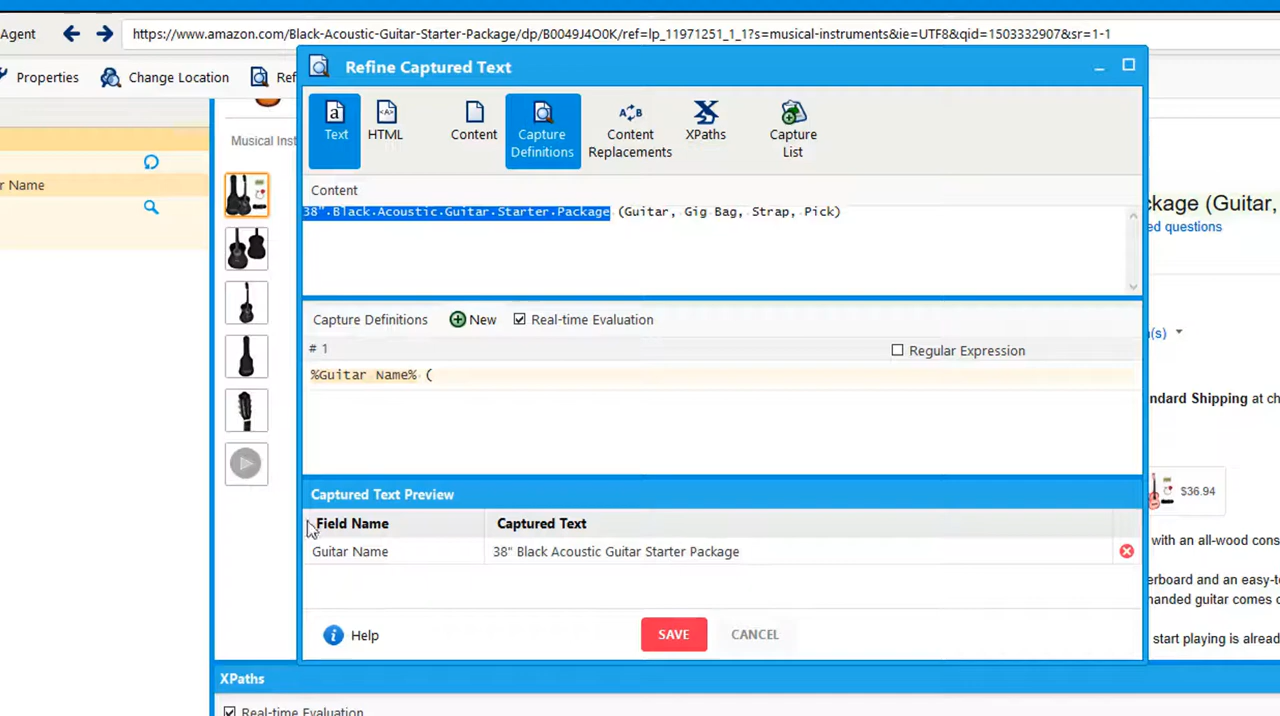 Agent
https://www.amazon.com/Black-Acoustic-Guitar-Starter-Package/dp/B0049J4O0K/ref=lp_11971251_1_1?s=musical-instruments&ie=UTF8&qid=1503332907&sr=1-1
Properties
Change Location
Ref
Refine Captured Text
Text
HTML
Content
Capture Definitions
Content Replacements
XPaths
Capture List
Musical Inst
r Name
Content
38".Black.Acoustic.Guitar.Starter.Package (Guitar, Gig Bag, Strap, Pick)
ckage (Guitar,
ed questions
Capture Definitions
New
Real-time Evaluation
(s)
# 1
Regular Expression
%Guitar Name% (
ndard Shipping at ch
Captured Text Preview
$36.94
Field Name
Captured Text
Guitar Name
38" Black Acoustic Guitar Starter Package
with an all-wood cons
erboard and an easy-t
handed guitar comes c
Help
SAVE
CANCEL
start playing is alread
XPaths
Real-time Evaluation